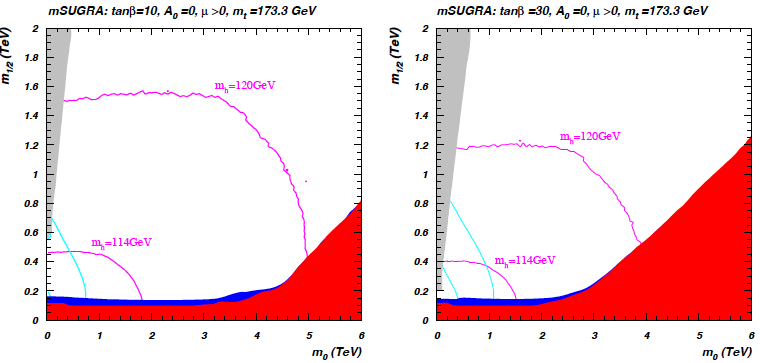 mSUGRA: tanβ=10, A₀ =0, μ >0, mₜ =173.3 GeV
m₁/₂ (TeV)
2
1.8
1.6
1.4
1.2
1
0.8
0.6
0.4
0.2
0
mₕ=120GeV
mₕ=114GeV
0 1 2 3 4 5 6
m₀ (TeV)
mSUGRA: tanβ =30, A₀ =0, μ >0, mₜ =173.3 GeV
m₁/₂ (TeV)
2
1.8
1.6
1.4
1.2
1
0.8
0.6
0.4
0.2
0
mₕ=120GeV
mₕ=114GeV
0 1 2 3 4 5 6
m₀ (TeV)